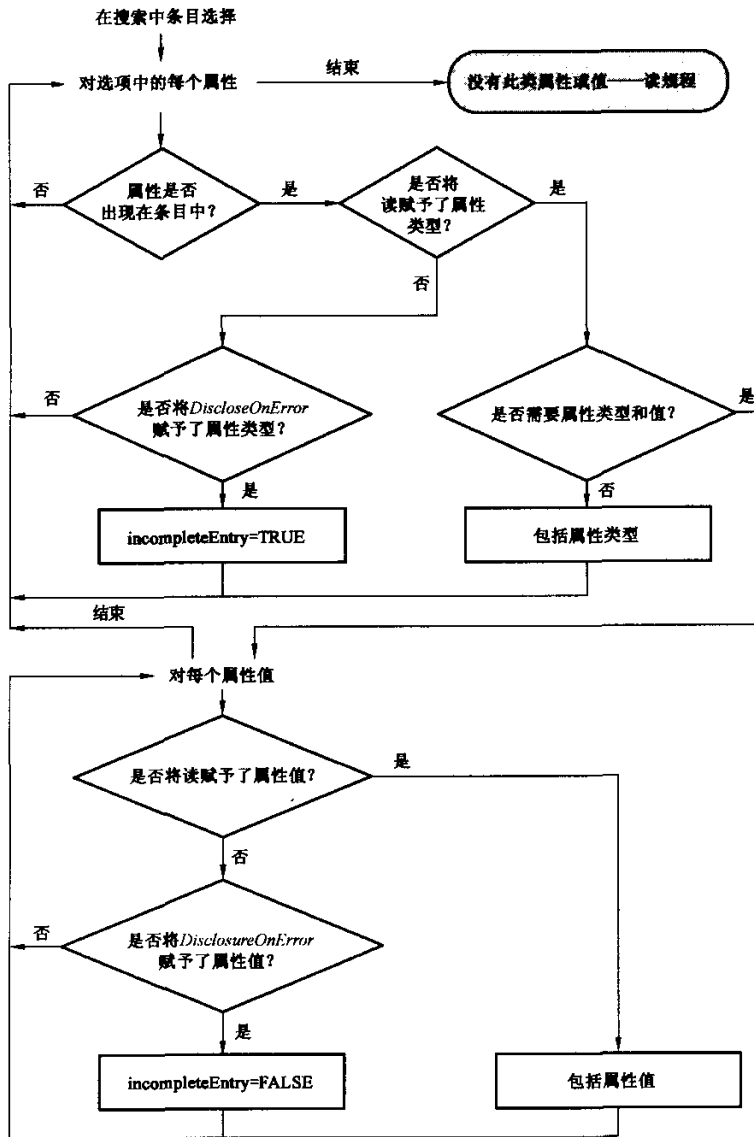 在搜索中条目选择
对选项中的每个属性
结束
没有此类属性或值——读规程
否
属性是否
出现在条目中?
是
是否将
读赋予了属性
类型?
是
否
否
是否将DiscloseOnError
赋予了属性类型?
是否需要属性类型和值?
是
是
否
incompleteEntry=TRUE
包括属性类型
结束
对每个属性值
是否将读赋予了属性值?
是
否
否
是否将DisclosureOnError
赋予了属性值?
是
incompleteEntry=FALSE
包括属性值